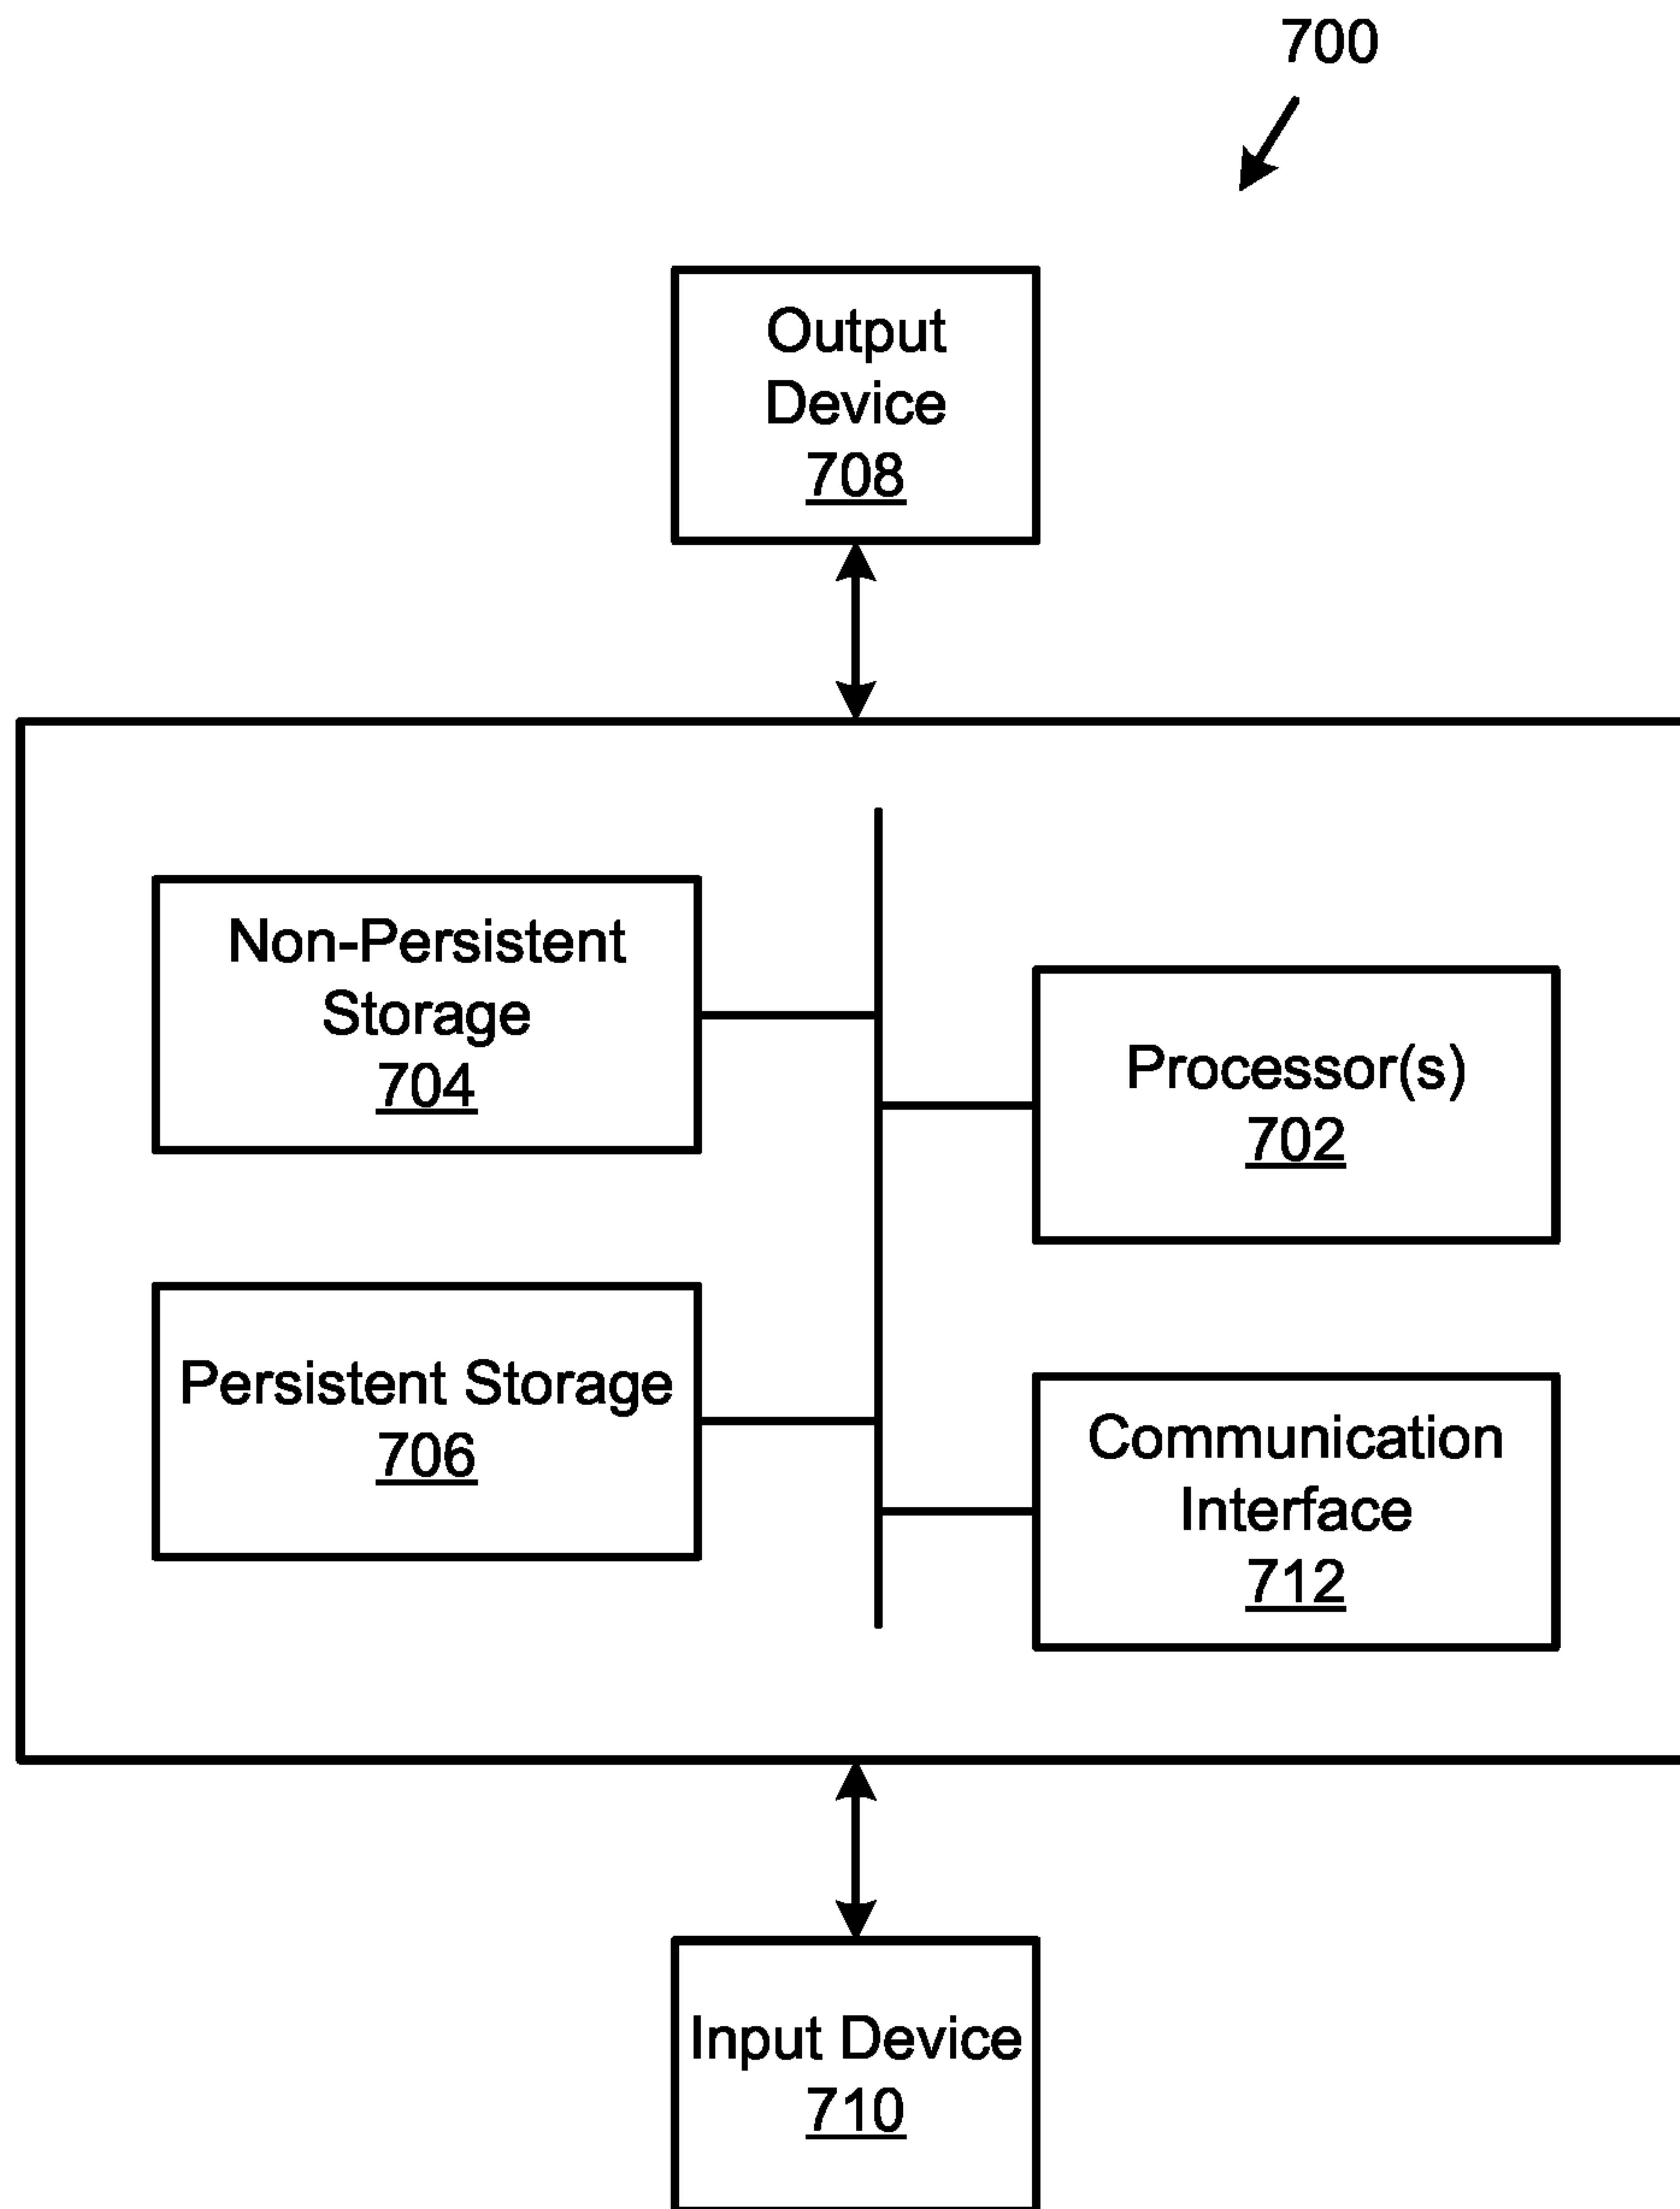 700
Output
Device
708
Non-Persistent
Storage
704
Processor(s)
702
Persistent Storage
706
Communication
Interface
712
Input Device
710